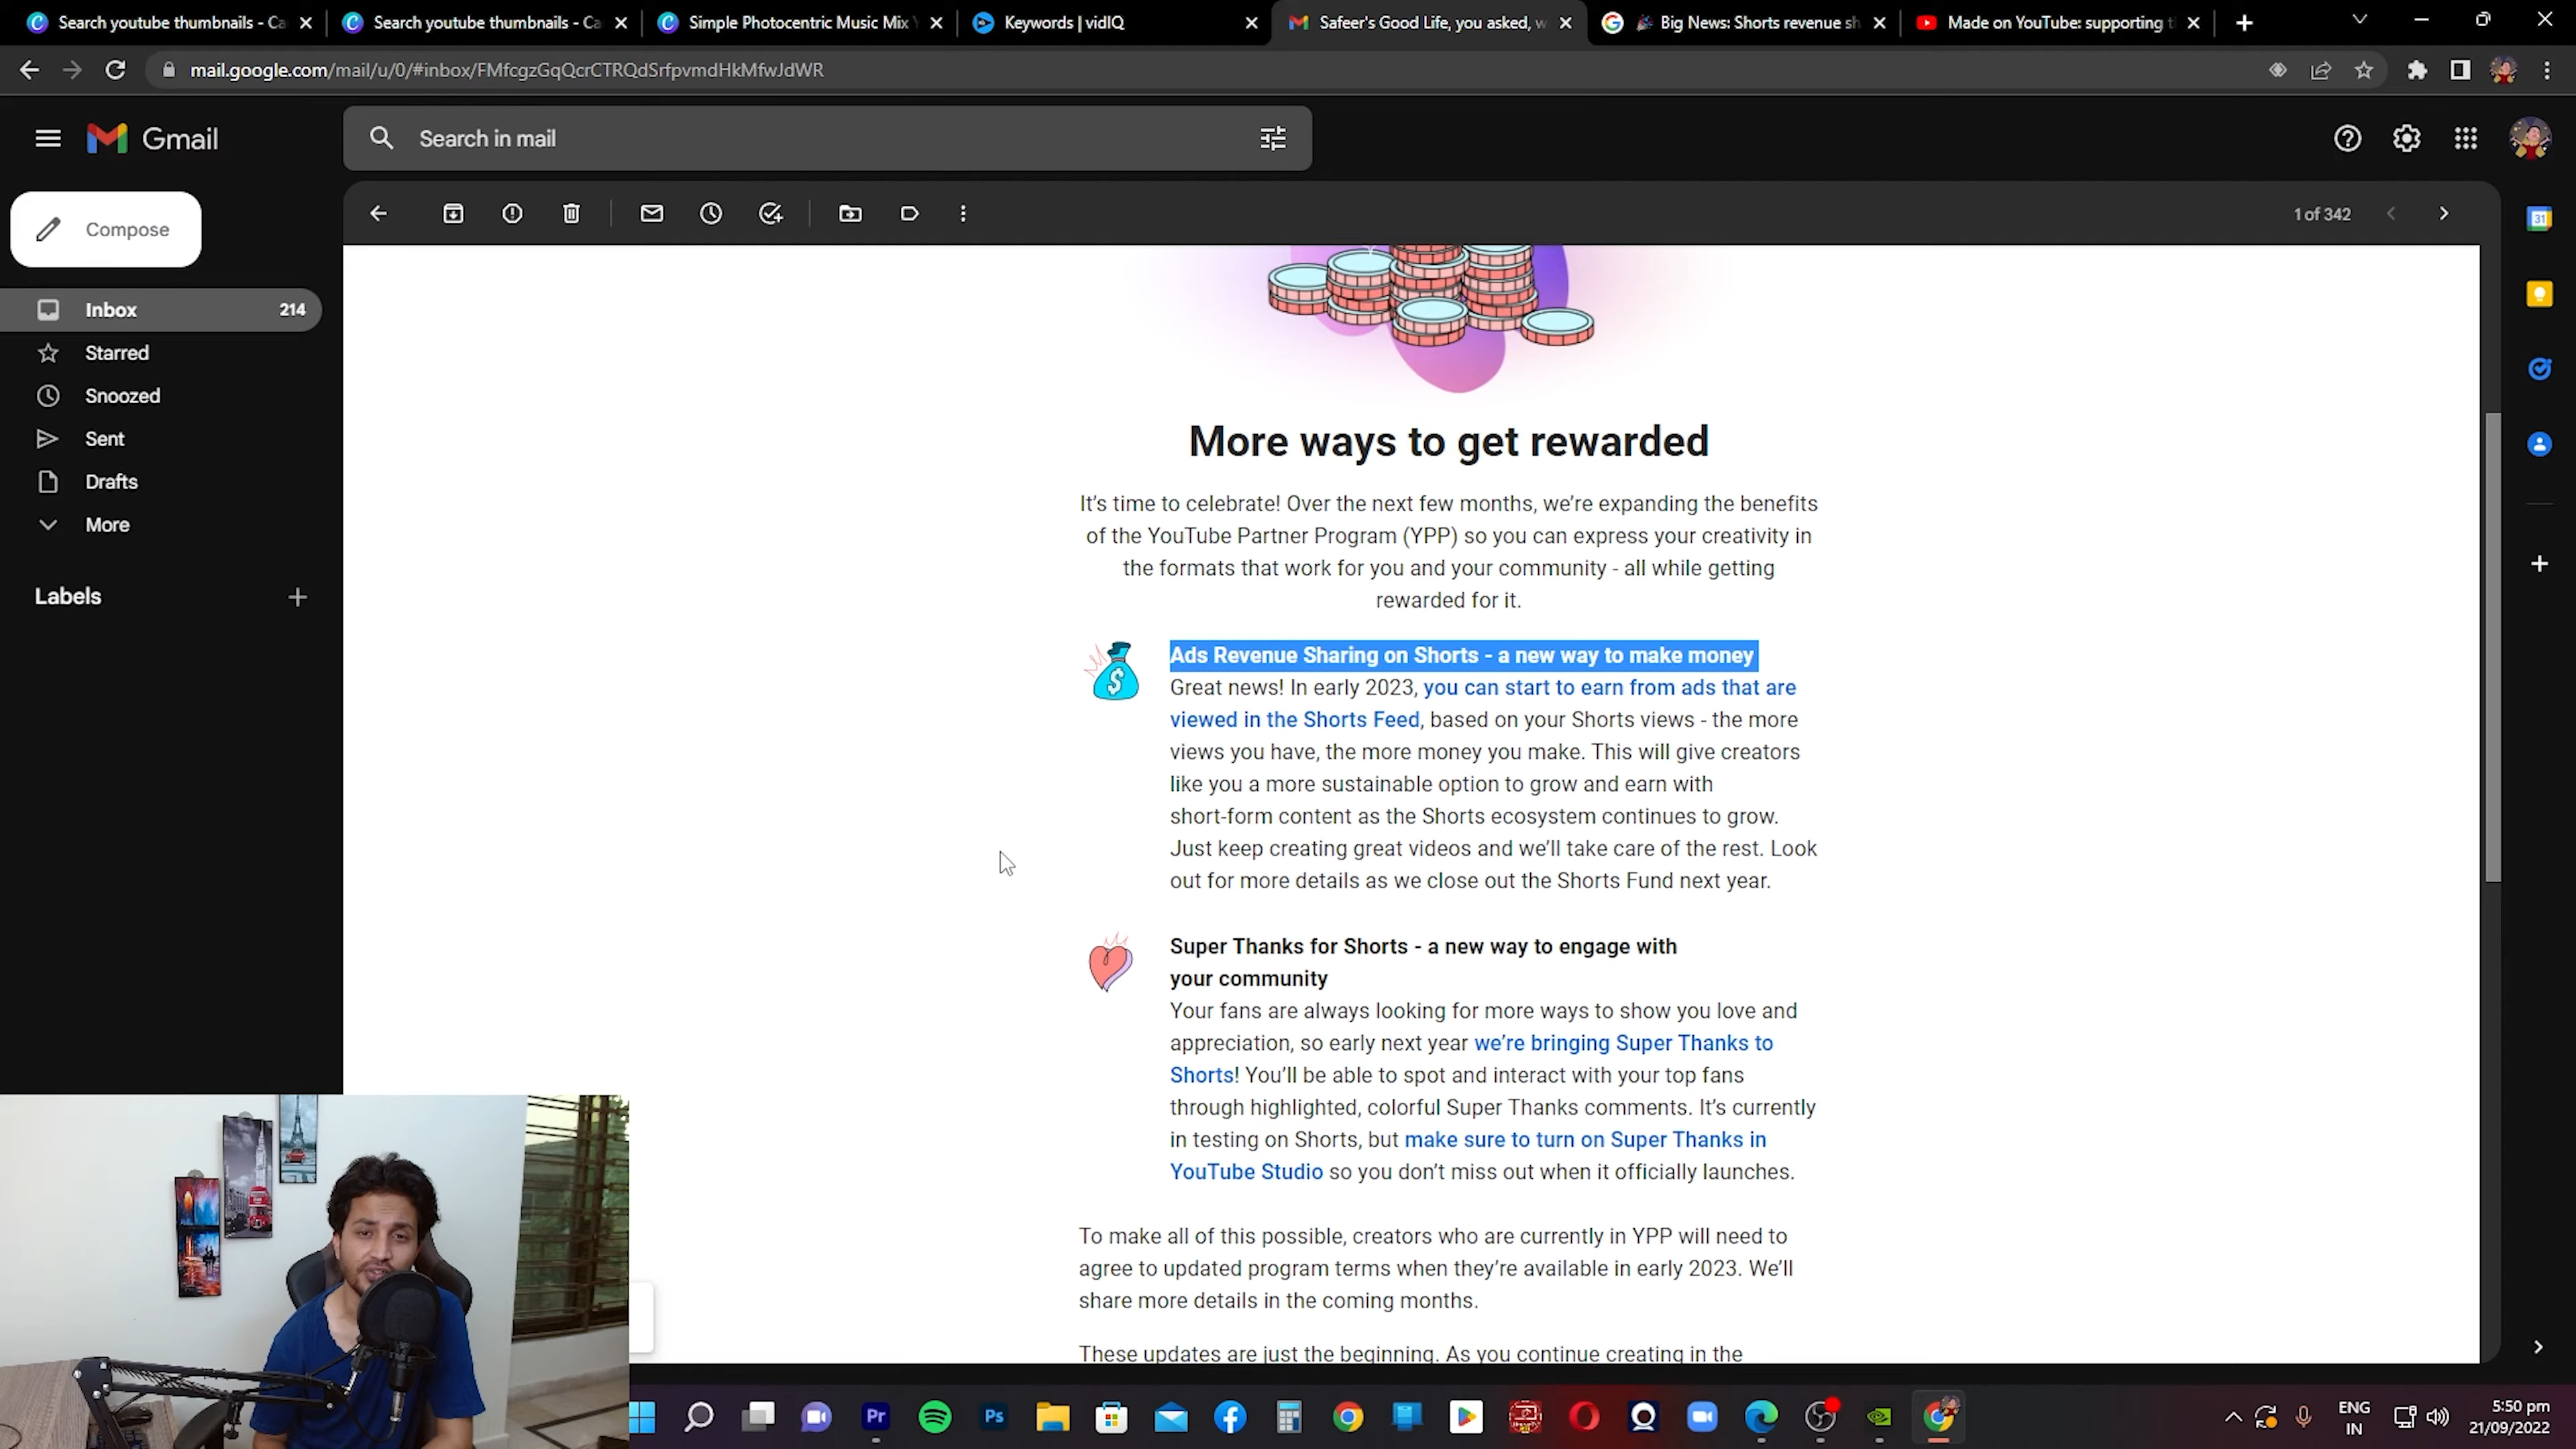 Search youtube thumbnails - Ca
Search youtube thumbnails - Ca
Simple Photocentric Music Mix Y
Keywords | vidIQ
Safeer's Good Life, you asked, w
Big News: Shorts revenue sh
Made on YouTube: supporting t
mail.google.com/mail/u/0/#inbox/FMfcgzGqQcrCTRQdSrfpvmdHkMfwJdWR
Gmail
Search in mail
1 of 342
31
Compose
Inbox 214
Starred
Snoozed
Sent
Drafts
More
Labels
More ways to get rewarded
It's time to celebrate! Over the next few months, we're expanding the benefits
of the YouTube Partner Program (YPP) so you can express your creativity in
the formats that work for you and your community - all while getting
rewarded for it.
Ads Revenue Sharing on Shorts - a new way to make money
Great news! In early 2023, you can start to earn from ads that are
viewed in the Shorts Feed, based on your Shorts views - the more
views you have, the more money you make. This will give creators
like you a more sustainable option to grow and earn with
short-form content as the Shorts ecosystem continues to grow.
Just keep creating great videos and we'll take care of the rest. Look
out for more details as we close out the Shorts Fund next year.
Super Thanks for Shorts - a new way to engage with
your community
Your fans are always looking for more ways to show you love and
appreciation, so early next year we're bringing Super Thanks to
Shorts! You'll be able to spot and interact with your top fans
through highlighted, colorful Super Thanks comments. It's currently
in testing on Shorts, but make sure to turn on Super Thanks in
YouTube Studio so you don't miss out when it officially launches.
To make all of this possible, creators who are currently in YPP will need to
agree to updated program terms when they're available in early 2023. We'll
share more details in the coming months.
These updates are just the beginning. As you continue creating in the
Pr
Ps
ENG
IN
5:50 pm
21/09/2022